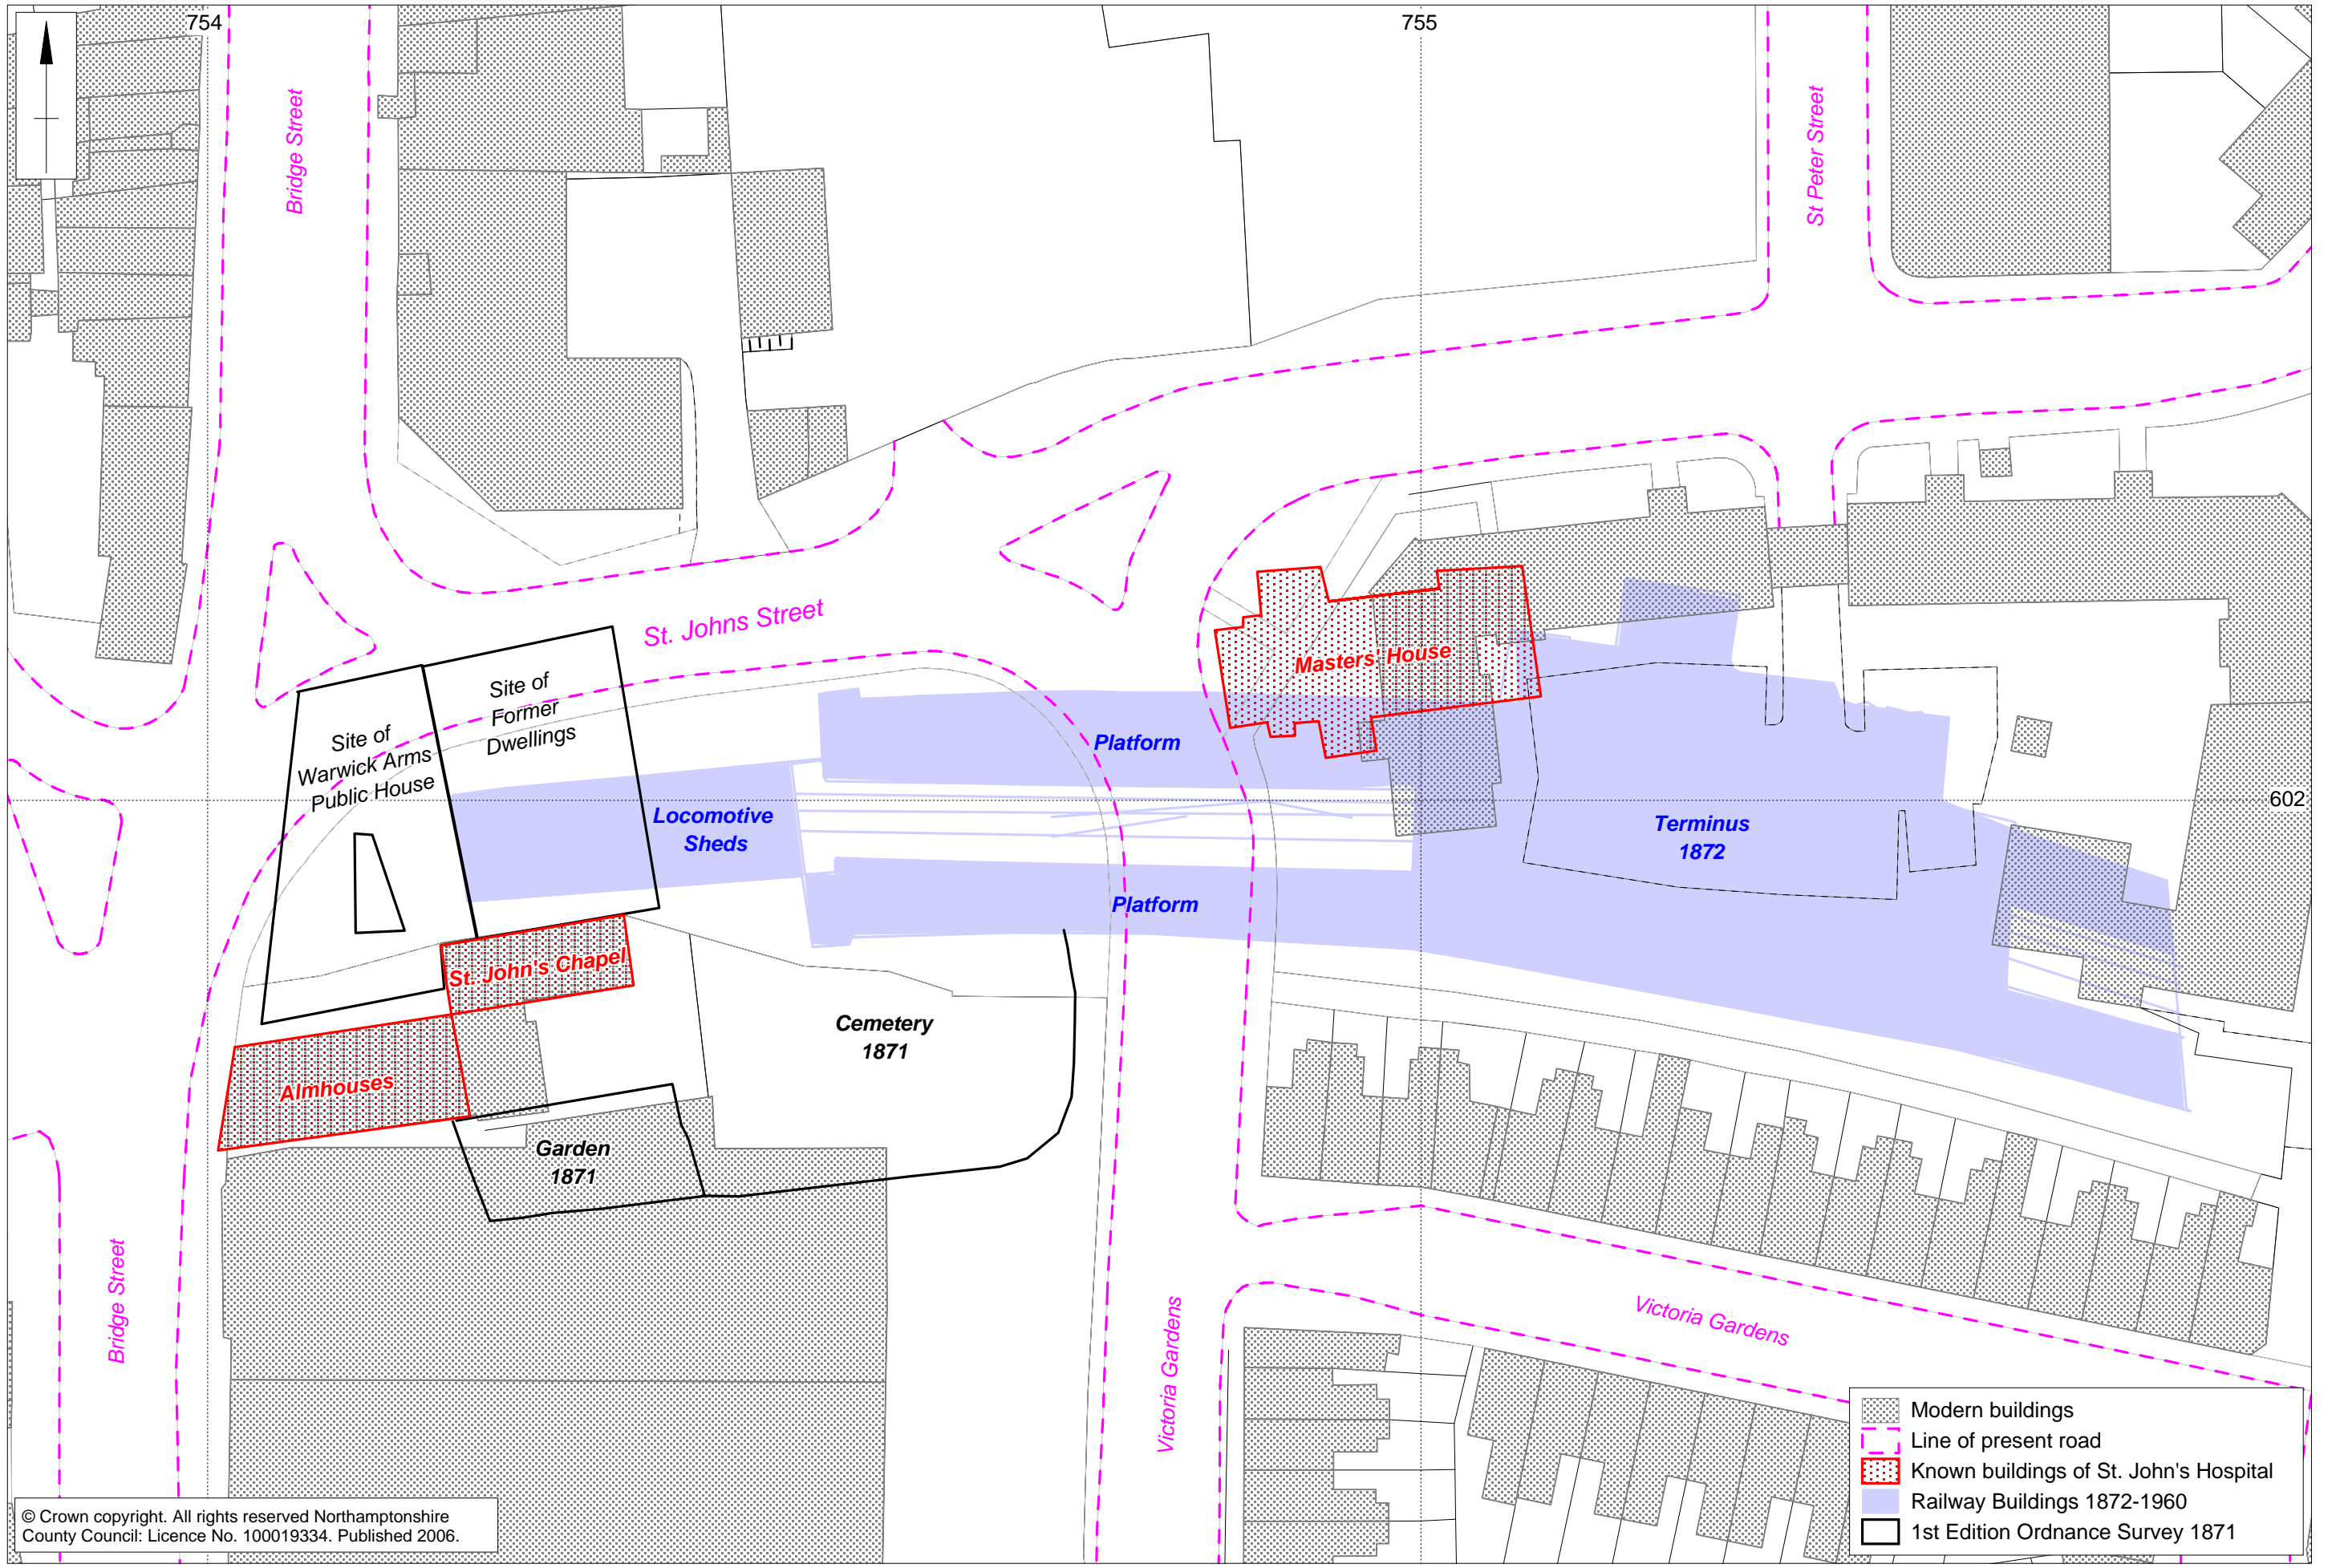 754
755
Bridge Street
St Peter Street
St. Johns Street
Masters' House
Site of
Former
Dwellings
Site of
Warwick Arms
Public House
Platform
602
Locomotive
Sheds
Terminus
1872
Platform
St. John's Chapel
Cemetery
1871
Almhouses
Garden
1871
Bridge Street
Victoria Gardens
Victoria Gardens
Modern buildings
Line of present road
Known buildings of St. John's Hospital
Railway Buildings 1872-1960
1st Edition Ordnance Survey 1871
© Crown copyright. All rights reserved Northamptonshire
County Council: Licence No. 100019334. Published 2006.